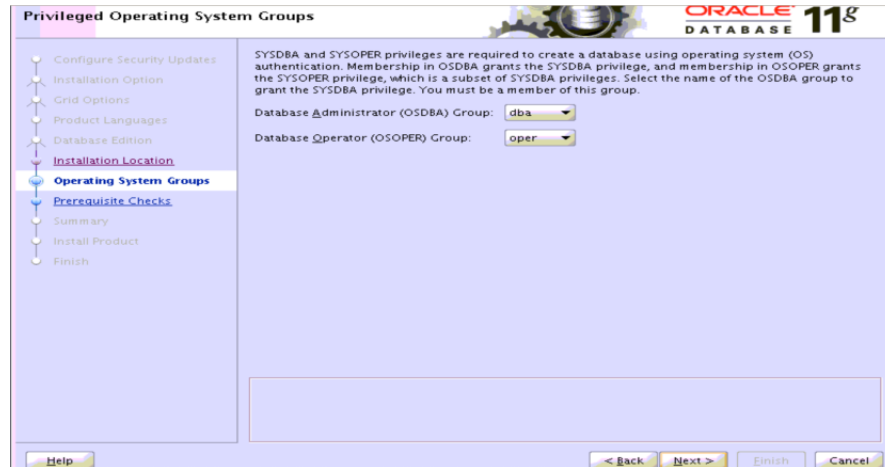 Privileged Operating System Groups
ORACLE
DATABASE
11g
Configure Security Updates
Installation Option
Grid Options
Product Languages
Database Edition
Installation Location
Operating System Groups
Prerequisite Checks
Summary
Install Product
Finish
SYSDBA and SYSOPER privileges are required to create a database using operating system (OS)
authentication. Membership in OSDBA grants the SYSDBA privilege, and membership in OSOPER grants
the SYSOPER privilege, which is a subset of SYSDBA privileges. Select the name of the OSDBA group to
grant the SYSDBA privilege. You must be a member of this group.
Database Administrator (OSDBA) Group: dba
Database Operator (OSOPER) Group: oper
Help
< Back Next > Finish Cancel